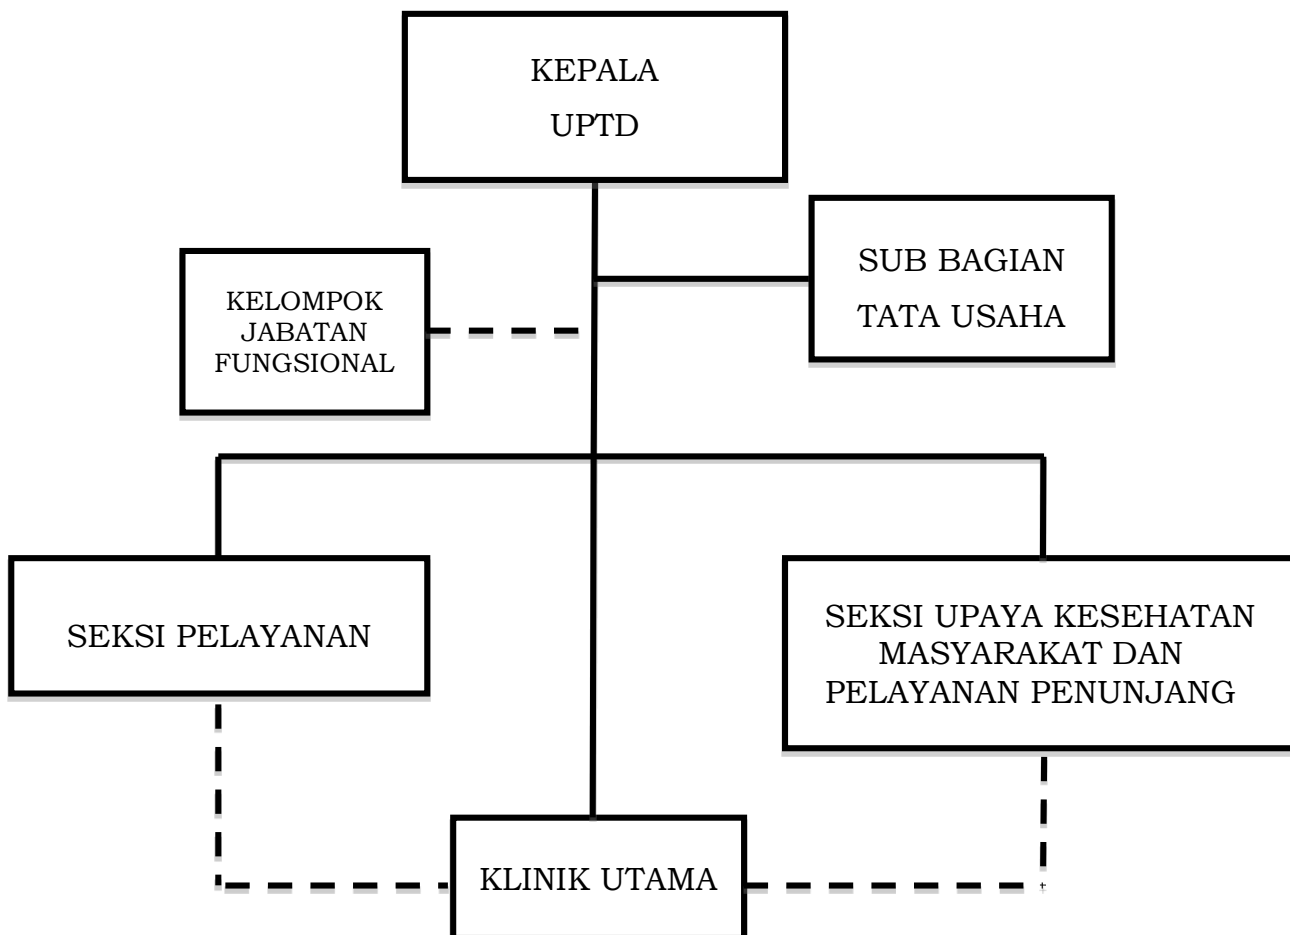 KEPALA
UPTD
SUB BAGIAN
TATA USAHA
KELOMPOK
JABATAN
FUNGSIONAL
SEKSI PELAYANAN
SEKSI UPAYA KESEHATAN
MASYARAKAT DAN
PELAYANAN PENUNJANG
KLINIK UTAMA